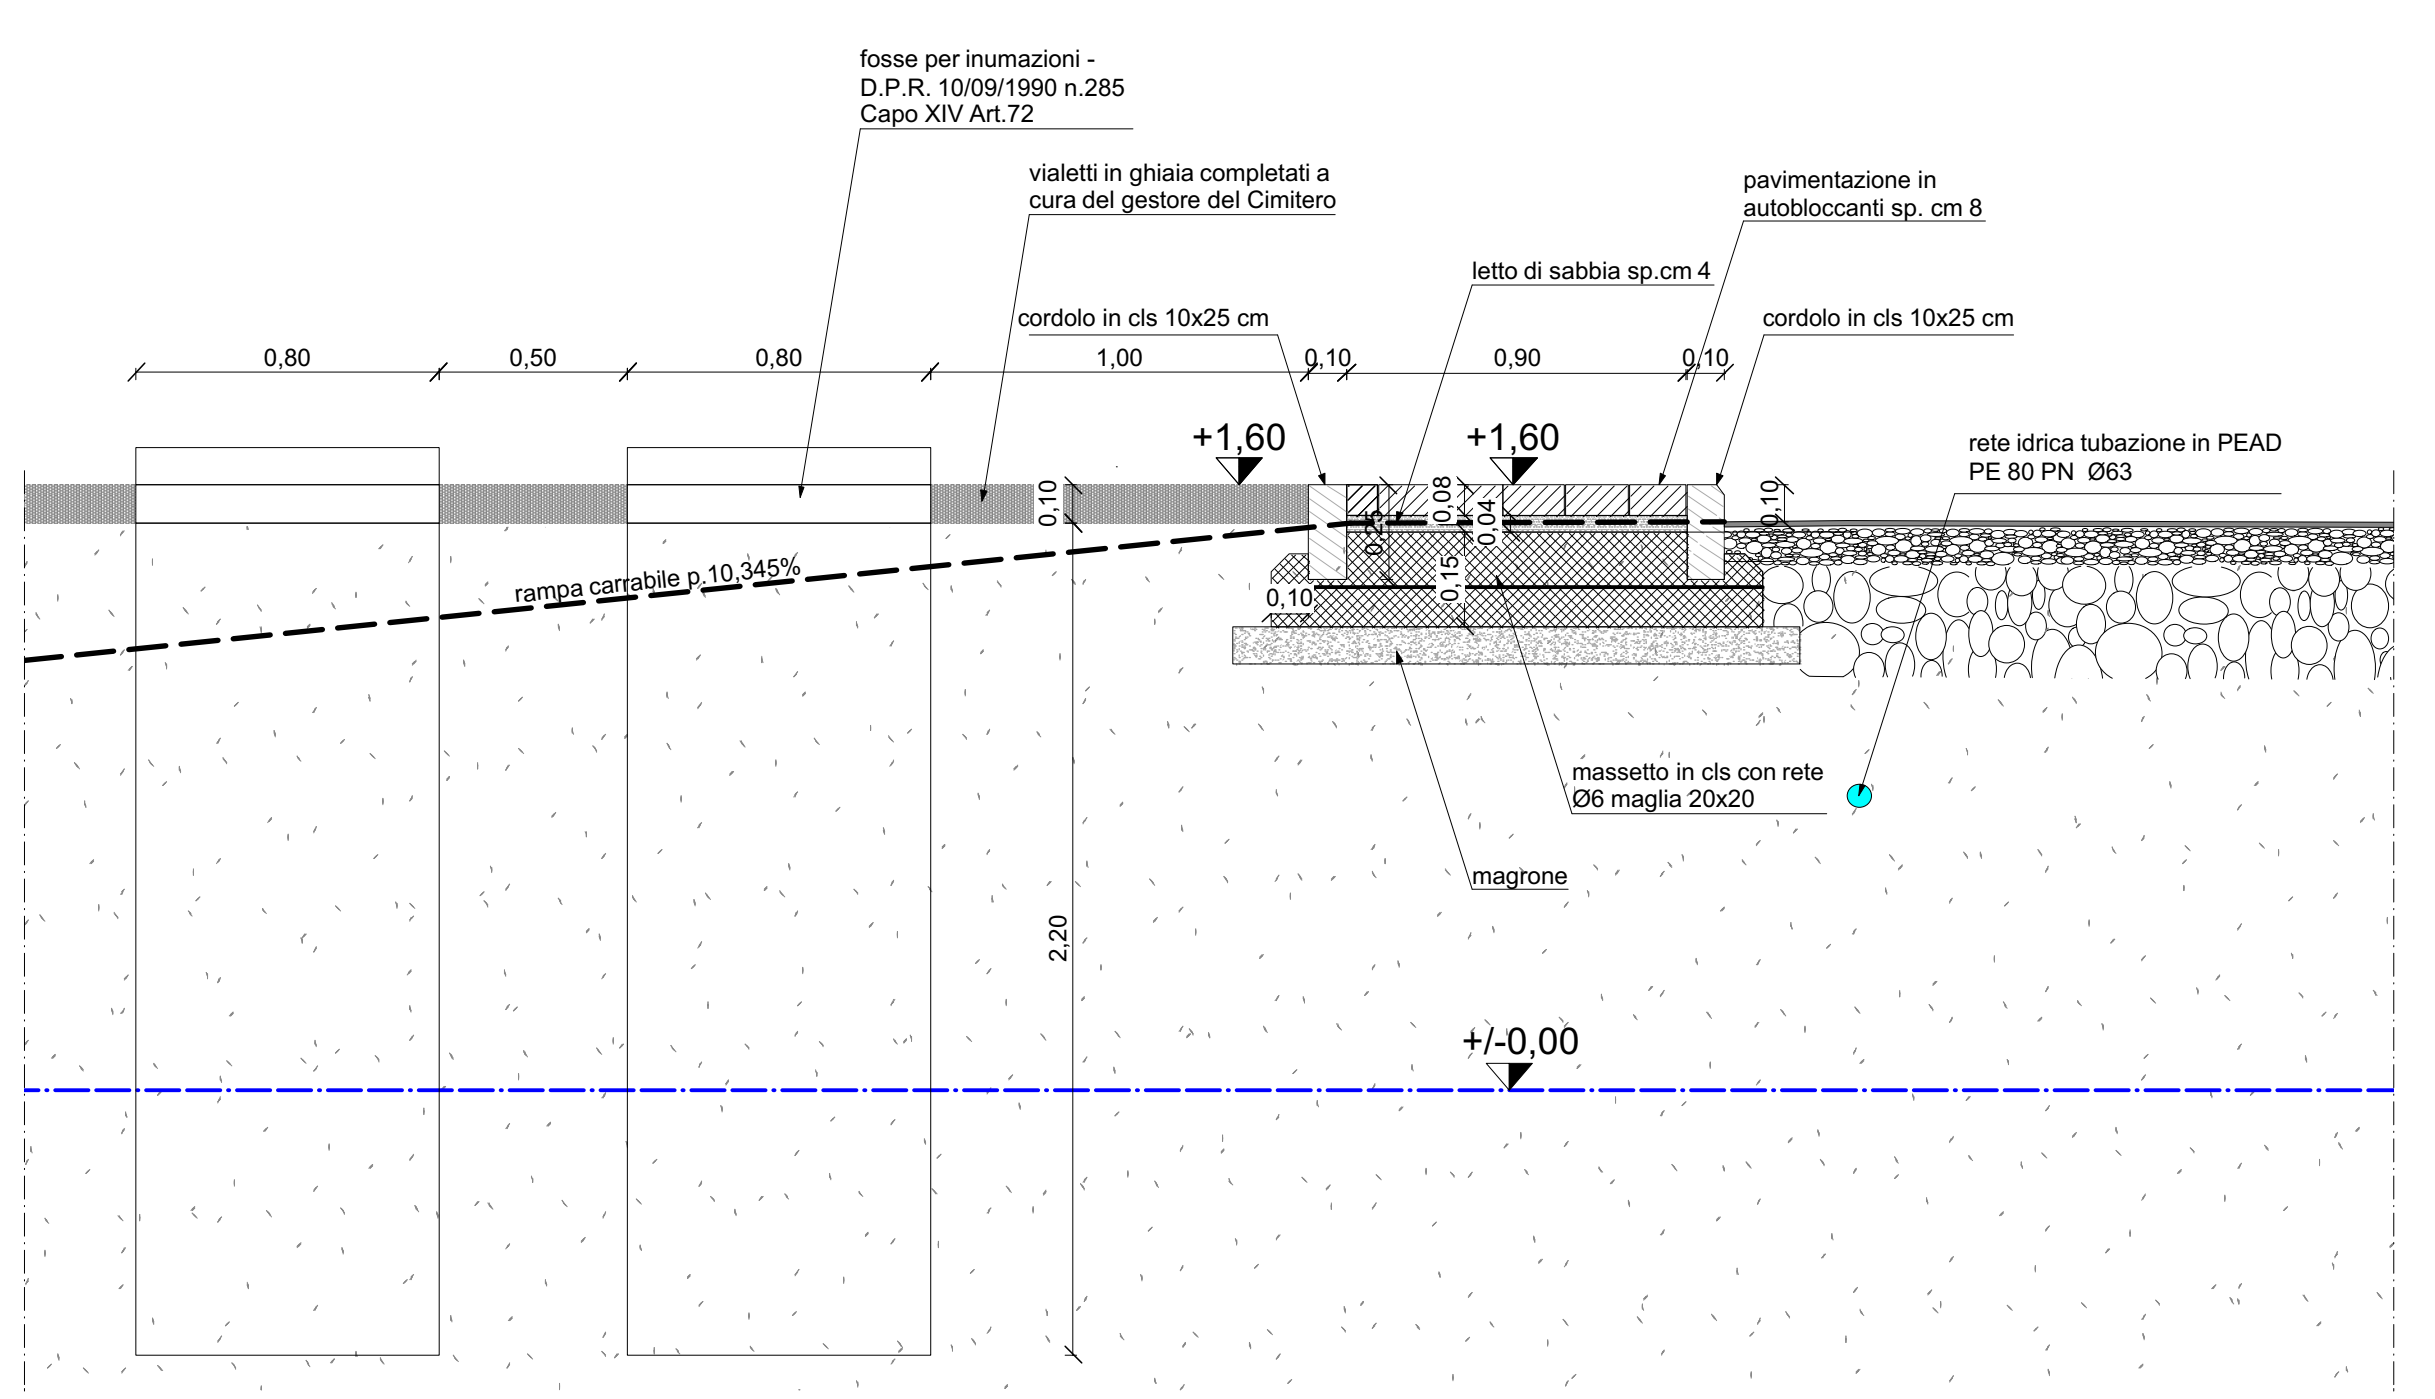 fosse per inumazioni -
D.P.R. 10/09/1990 n.285
Capo XIV Art.72
vialetti in ghiaia completati a
cura del gestore del Cimitero
pavimentazione in
autobloccanti sp. cm 8
letto di sabbia sp.cm 4
cordolo in cls 10x25 cm
cordolo in cls 10x25 cm
0,80
0,50
0,80
1,00
0,10
0,90
0,10
+1,60
+1,60
rete idrica tubazione in PEAD
PE 80 PN Ø63
0,10
0,08
0,04
0,25
0,10
0,15
0,10
rampa carrabile p.10,345%
massetto in cls con rete
Ø6 maglia 20x20
magrone
2,20
+/-0,00